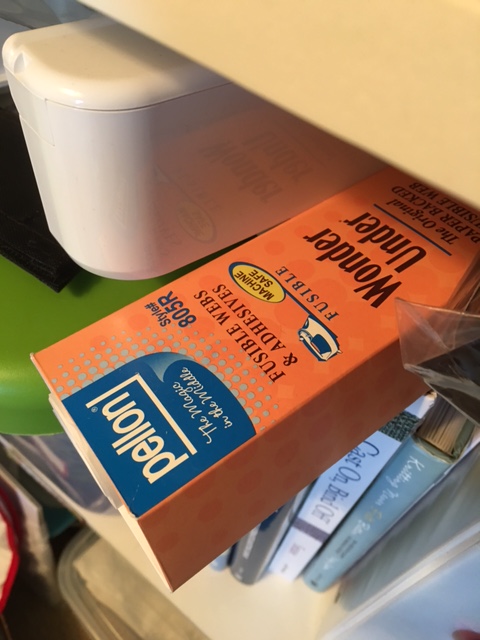 pellon®
The Magic
in the Middle
Style#
805R
FUSIBLE WEBS
& ADHESIVES
MACHINE
SAFE
FUSIBLE
Wonder
Under
The Original
PAPER BACKED
FUSIBLE WEB
Cast On, Bind Off
Knitting